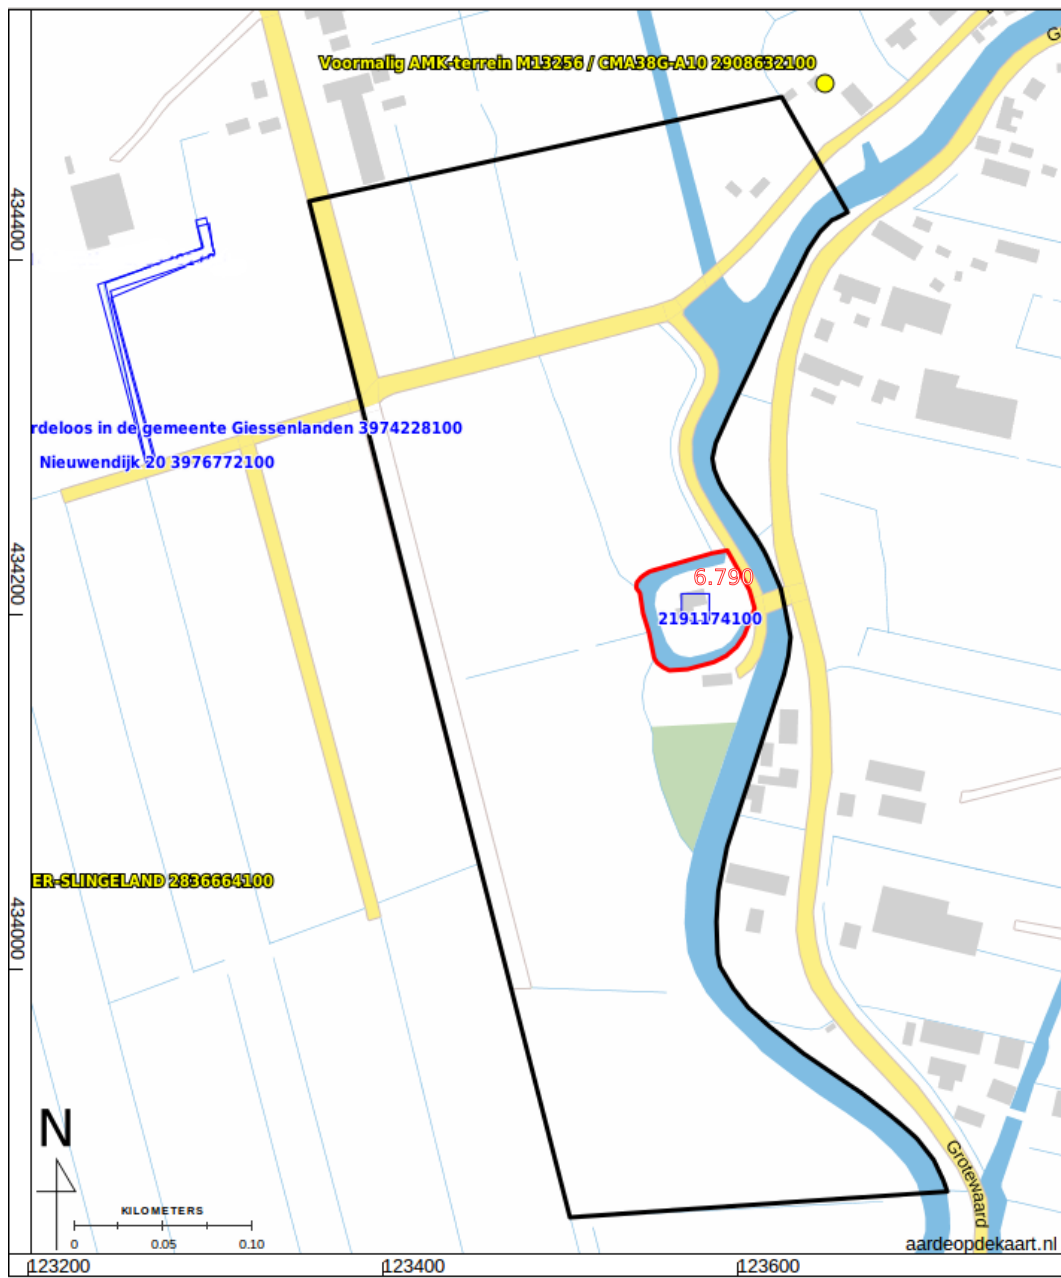 G
Voormalig AMK-terrein M13256 / CMA38G-A10 2908632100
434400
rdeloos in de gemeente Giessenlanden 3974228100
Nieuwendijk 20 3976772100
434200
6.790
2191174100
ER-SLINGELAND 2836664100
434000
N
KILOMETERS
0 0.05 0.10
Grotewaard
aardeopdekaart.nl
123200 123400 123600